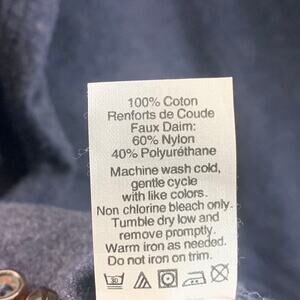 100% Coton
Renforts de Coude
Faux Daim:
60% Nylon
40% Polyuréthane
Machine wash cold,
gentle cycle
with like colors.
Non chlorine bleach only.
Tumble dry low and
remove promptly.
Warm iron as needed.
Do not iron on trim.